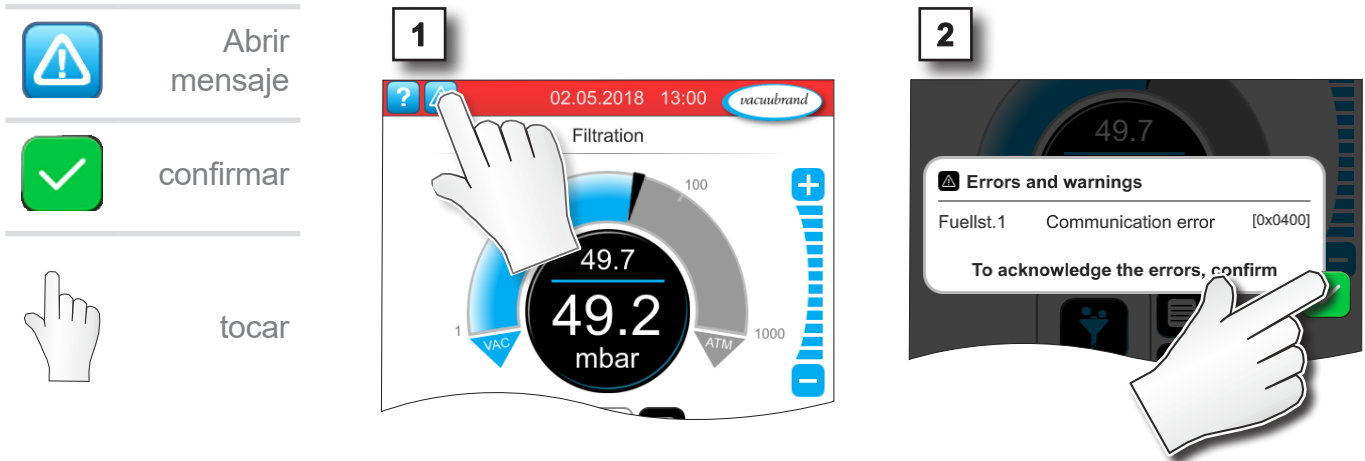 Abrir
mensaje
confirmar
tocar
1
? 02.05.2018 13:00 vacuubrand
Filtration
100
49.7
49.2
mbar
1
1000
VAC
ATM
2
49.7
Errors and warnings
Fuellst.1 Communication error [0x0400]
To acknowledge the errors, confirm